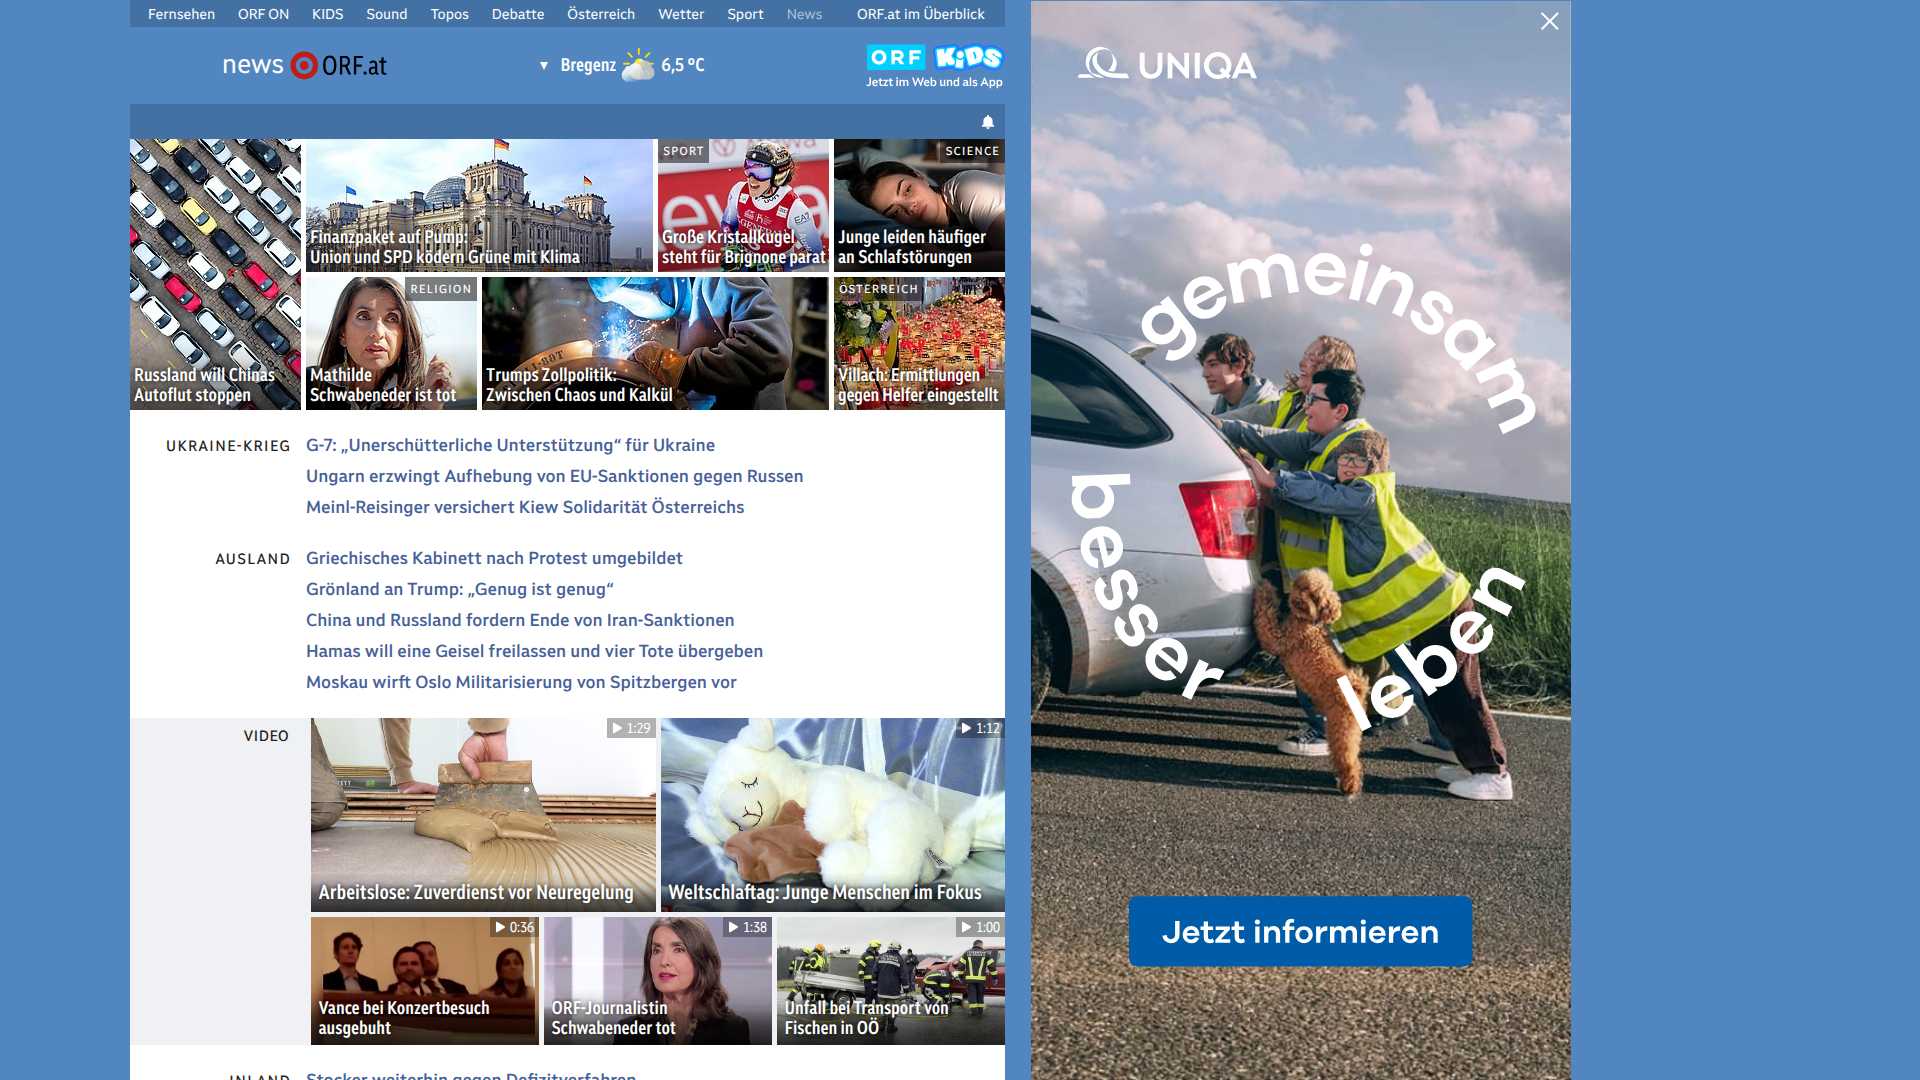 Fernsehen ORF ON KIDS Sound Topos Debatte Österreich Wetter Sport News ORF.at im Überblick
news ORF.at
▼ Bregenz 6,5 °C
ORF KiDS
Jetzt im Web und als App
Finanzpaket auf Pump:
Union und SPD ködern Grüne mit Klima
SPORT
Große Kristallkugel
steht für Brignone parat
SCIENCE
Junge leiden häufiger
an Schlafstörungen
Russland will Chinas
Autoflut stoppen
RELIGION
Mathilde
Schwabeneder ist tot
Trumps Zollpolitik:
Zwischen Chaos und Kalkül
ÖSTERREICH
Villach: Ermittlungen
gegen Helfer eingestellt
UKRAINE-KRIEG
G-7: „Unerschütterliche Unterstützung“ für Ukraine
Ungarn erzwingt Aufhebung von EU-Sanktionen gegen Russen
Meinl-Reisinger versichert Kiew Solidarität Österreichs
AUSLAND
Griechisches Kabinett nach Protest umgebildet
Grönland an Trump: „Genug ist genug“
China und Russland fordern Ende von Iran-Sanktionen
Hamas will eine Geisel freilassen und vier Tote übergeben
Moskau wirft Oslo Militarisierung von Spitzbergen vor
VIDEO
1:29
Arbeitslose: Zuverdienst vor Neuregelung
1:12
Weltschlaftag: Junge Menschen im Fokus
0:36
Vance bei Konzertbesuch
ausgebuht
1:38
ORF-Journalistin
Schwabeneder tot
1:00
Unfall bei Transport von
Fischen in OÖ
INLAND
Stocker weiterhin gegen Defizitverfahren
UNIQA
gemeinsam
besser
leben
Jetzt informieren